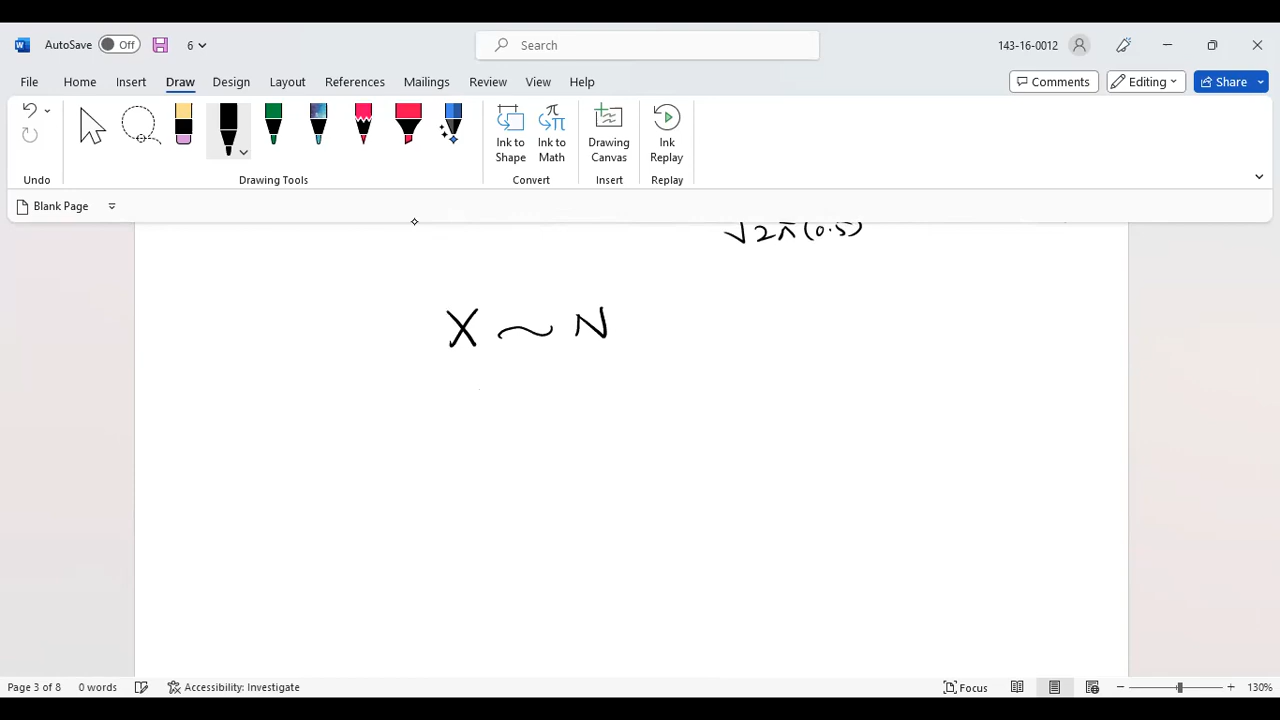 AutoSave Off 6 Search 143-16-0012
File Home Insert Draw Design Layout References Mailings Review View Help Comments Editing Share
Ink to Shape Ink to Math Drawing Canvas Ink Replay
Undo Drawing Tools Convert Insert Replay
Blank Page
√2π(0.5)
X ~ N
Page 3 of 8 0 words Accessibility: Investigate Focus 130%